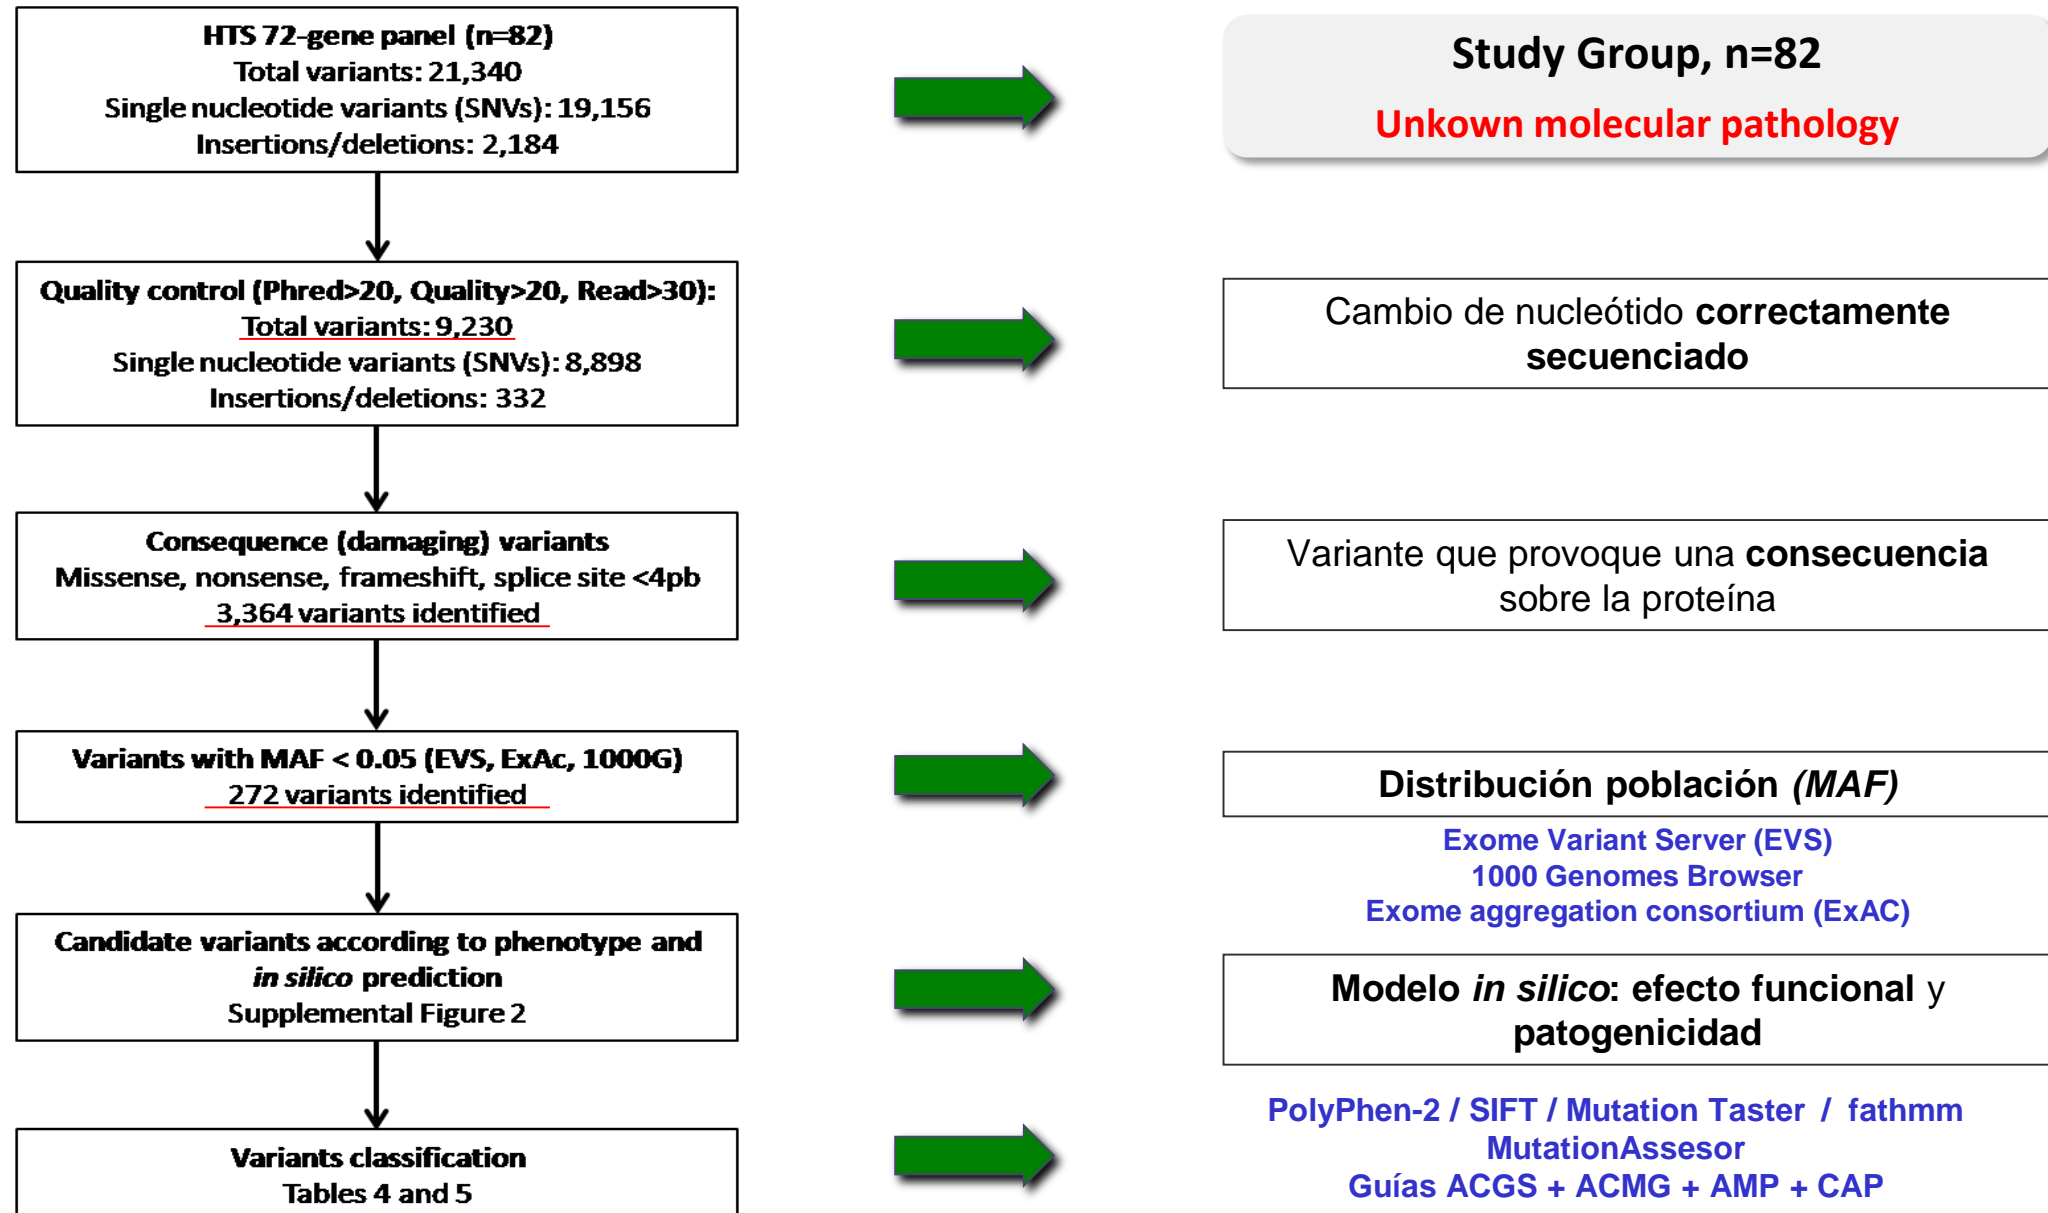 HTS 72-gene panel (n=82)
Total variants: 21,340
Single nucleotide variants (SNVs): 19,156
Insertions/deletions: 2,184
Study Group, n=82
Unkown molecular pathology
Quality control (Phred>20, Quality>20, Read>30):
Total variants: 9,230
Single nucleotide variants (SNVs): 8,898
Insertions/deletions: 332
Cambio de nucleótido correctamente
secuenciado
Consequence (damaging) variants
Missense, nonsense, frameshift, splice site <4pb
3,364 variants identified
Variante que provoque una consecuencia
sobre la proteína
Variants with MAF < 0.05 (EVS, ExAc, 1000G)
272 variants identified
Distribución población (MAF)
Exome Variant Server (EVS)
1000 Genomes Browser
Exome aggregation consortium (ExAC)
Candidate variants according to phenotype and
in silico prediction
Supplemental Figure 2
Modelo in silico: efecto funcional y
patogenicidad
Variants classification
Tables 4 and 5
PolyPhen-2 / SIFT / Mutation Taster / fathmm
MutationAssesor
Guías ACGS + ACMG + AMP + CAP